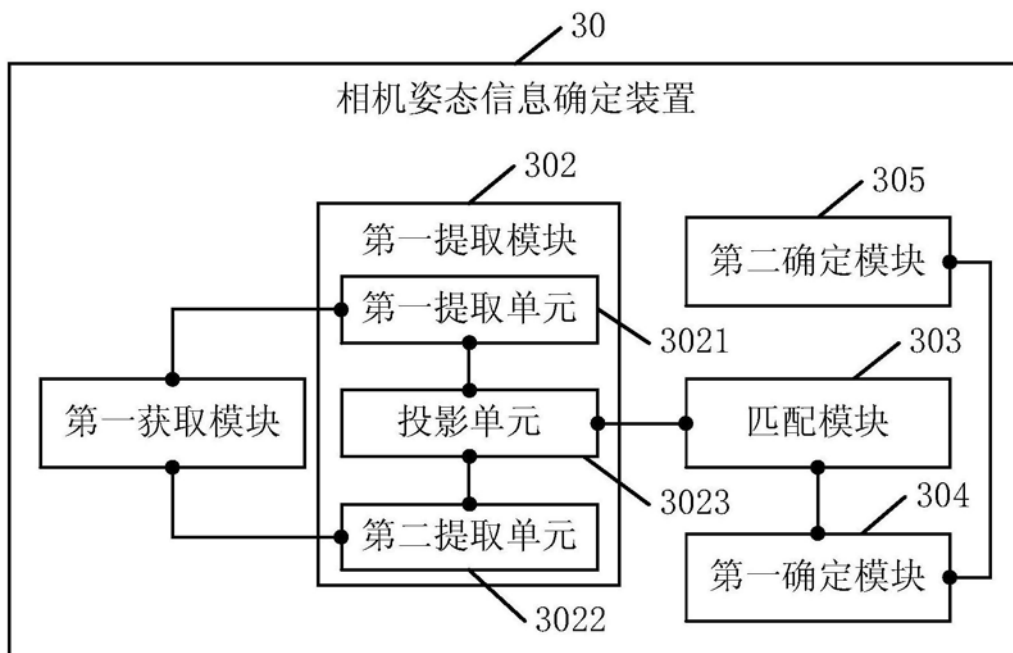 30
相机姿态信息确定装置
302
305
第一提取模块
第二确定模块
第一提取单元
3021
303
第一获取模块
投影单元
匹配模块
3023
304
第二提取单元
第一确定模块
3022